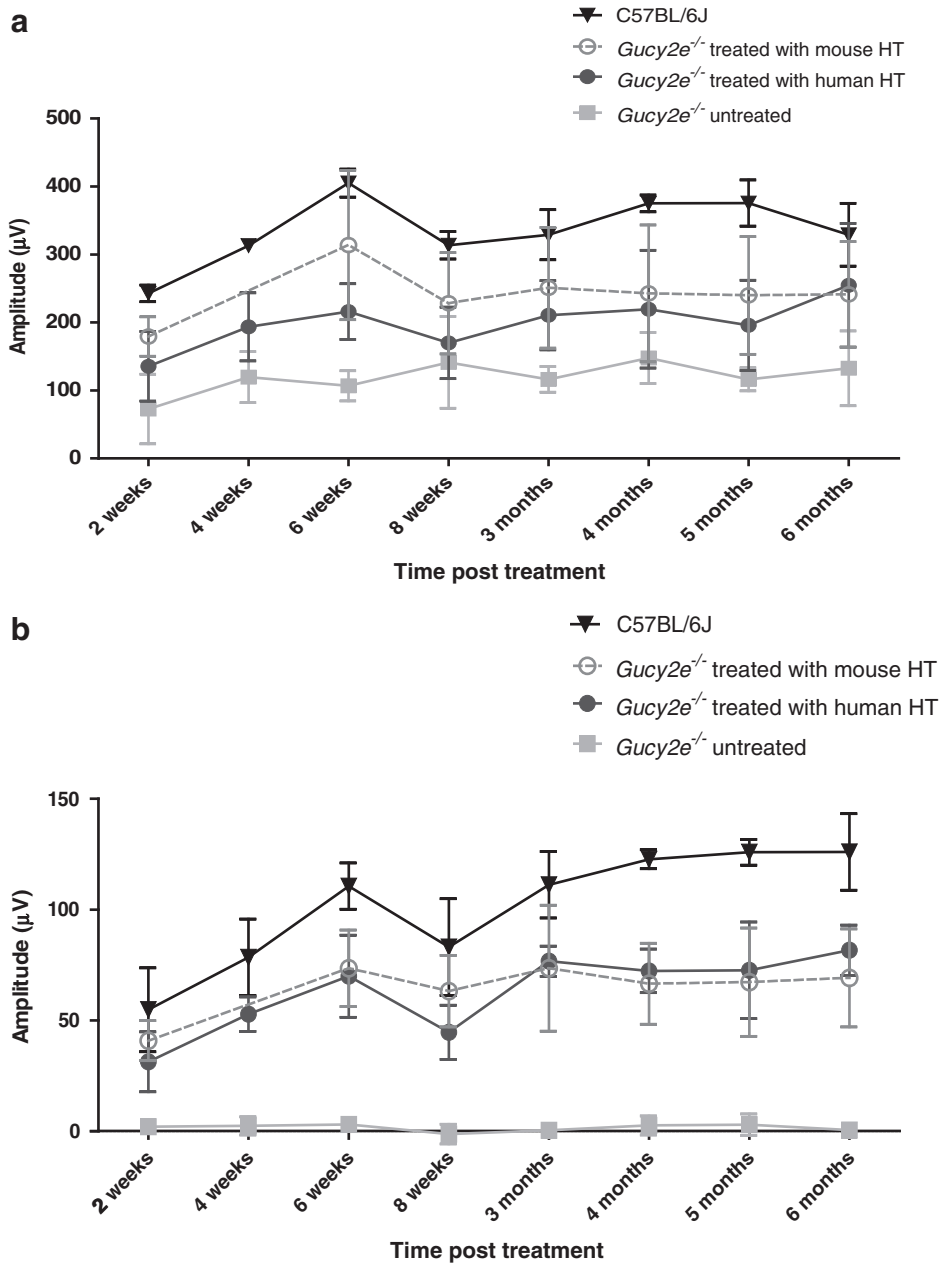 a
C57BL/6J
Gucy2e-/- treated with mouse HT
Gucy2e-/- treated with human HT
Gucy2e-/- untreated
500
400
300
200
100
0
Amplitude (μV)
2 weeks
4 weeks
6 weeks
8 weeks
3 months
4 months
5 months
6 months
Time post treatment
b
C57BL/6J
Gucy2e-/- treated with mouse HT
Gucy2e-/- treated with human HT
Gucy2e-/- untreated
150
100
50
0
Amplitude (μV)
2 weeks
4 weeks
6 weeks
8 weeks
3 months
4 months
5 months
6 months
Time post treatment